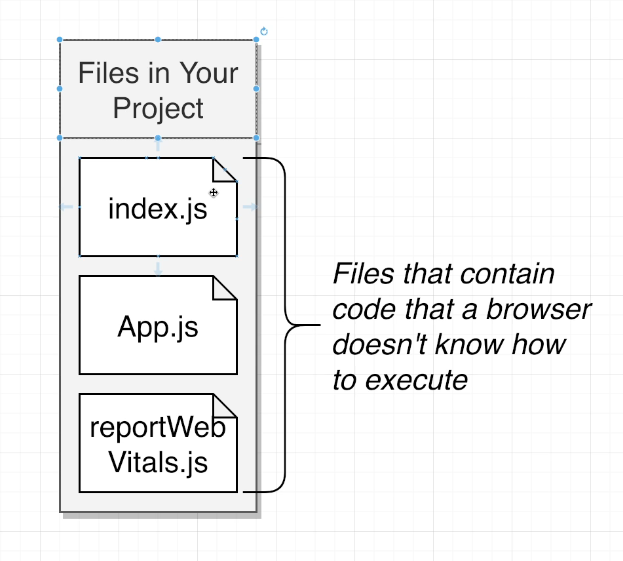 Files in Your
Project
index.js
App.js
reportWeb
Vitals.js
Files that contain
code that a browser
doesn't know how
to execute